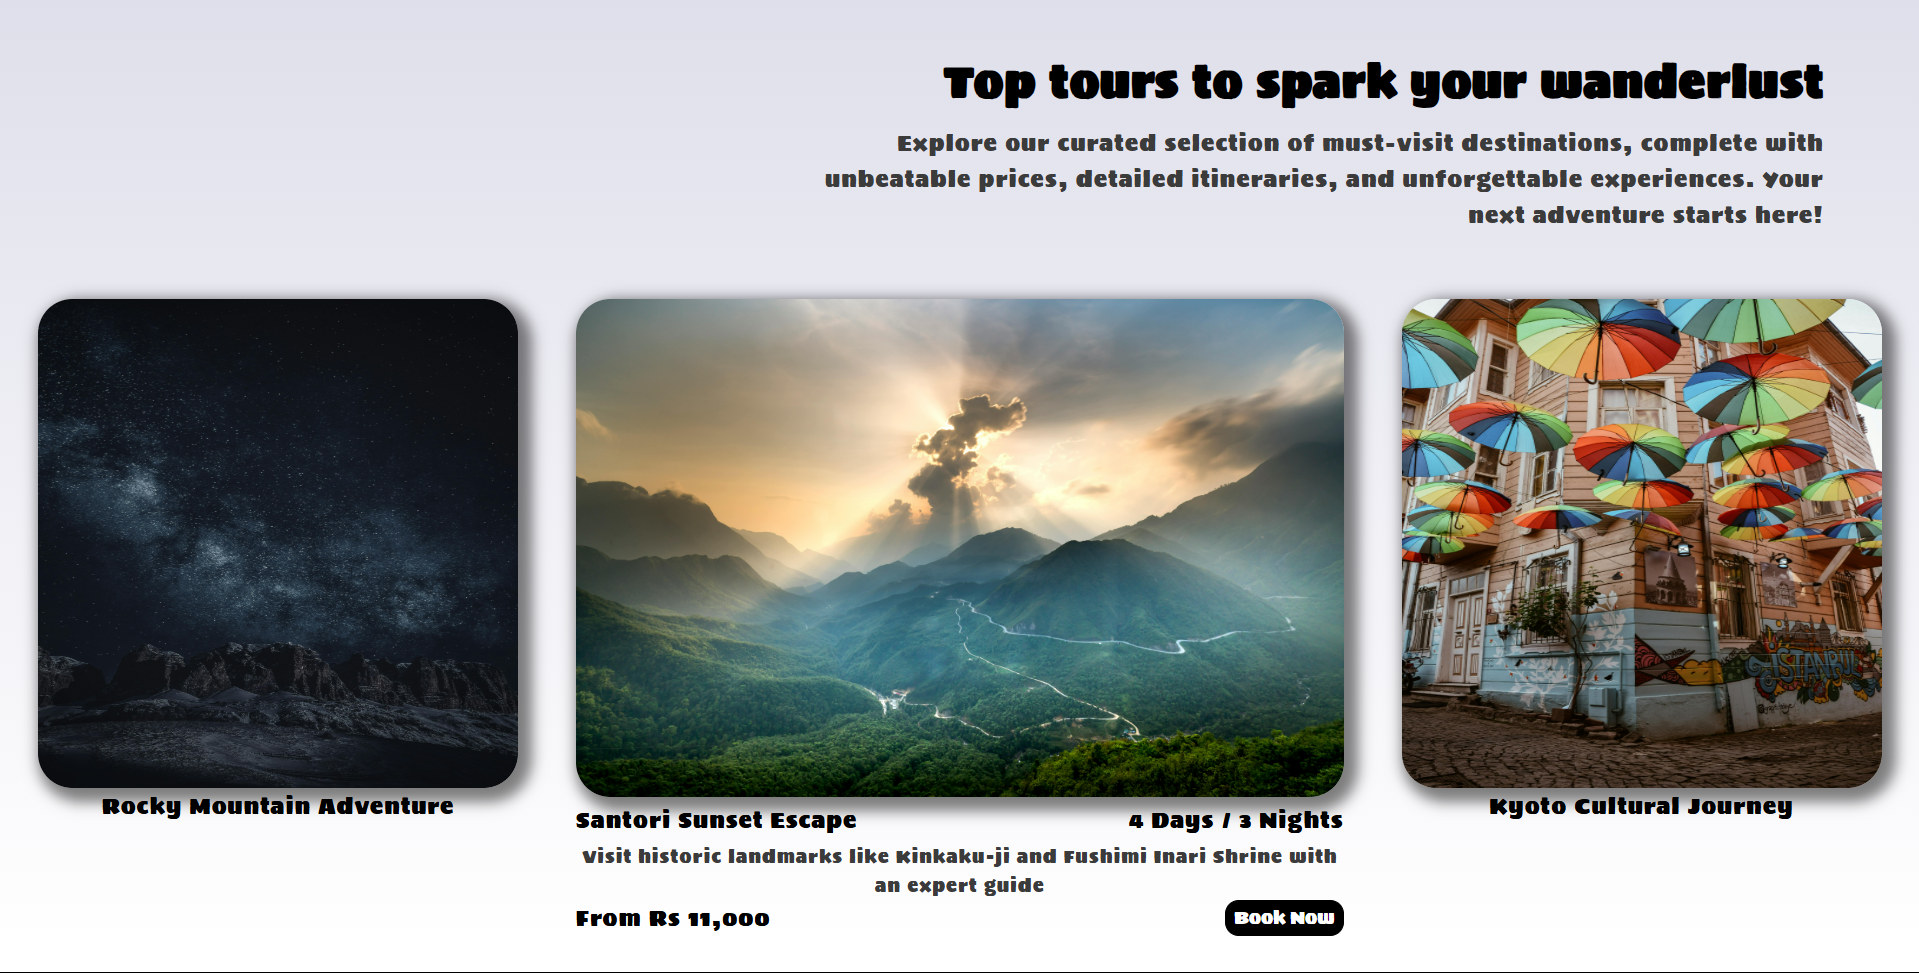 Top tours to spark your wanderlust
Explore our curated selection of must-visit destinations, complete with
unbeatable prices, detailed itineraries, and unforgettable experiences. Your
next adventure starts here!
ISTANBUL
Rocky Mountain Adventure
Santori Sunset Escape
4 Days / 3 Nights
Visit historic landmarks like Kinkaku-ji and Fushimi Inari Shrine with
an expert guide
From Rs 11,000
Book Now
Kyoto Cultural Journey